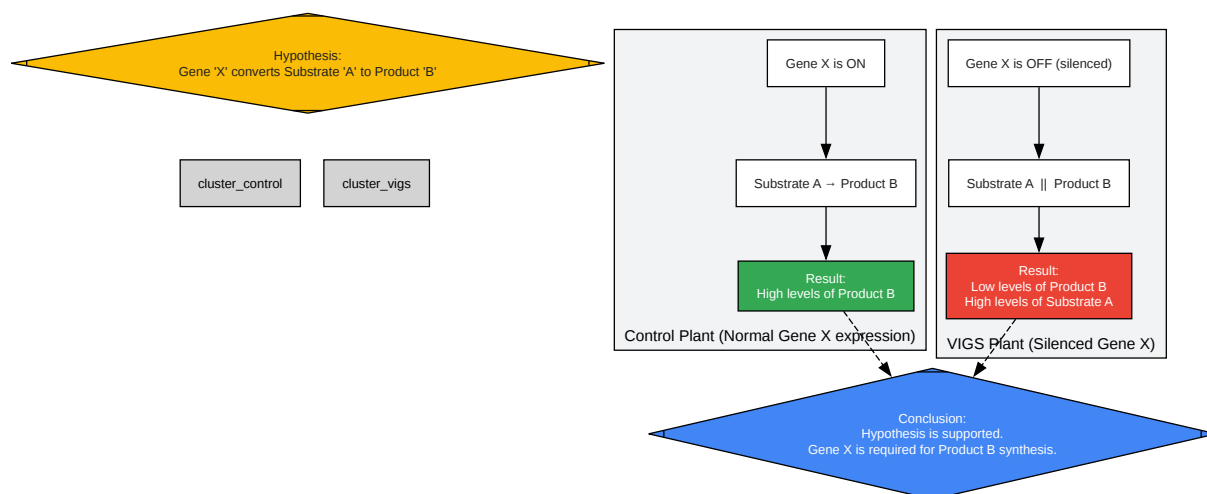 Hypothesis:
Gene 'X' converts Substrate 'A' to Product 'B'
cluster_control
cluster_vigs
Gene X is ON
Substrate A → Product B
Result:
High levels of Product B
Control Plant (Normal Gene X expression)
Gene X is OFF (silenced)
Substrate A || Product B
Result:
Low levels of Product B
High levels of Substrate A
VIGS Plant (Silenced Gene X)
Conclusion:
Hypothesis is supported.
Gene X is required for Product B synthesis.